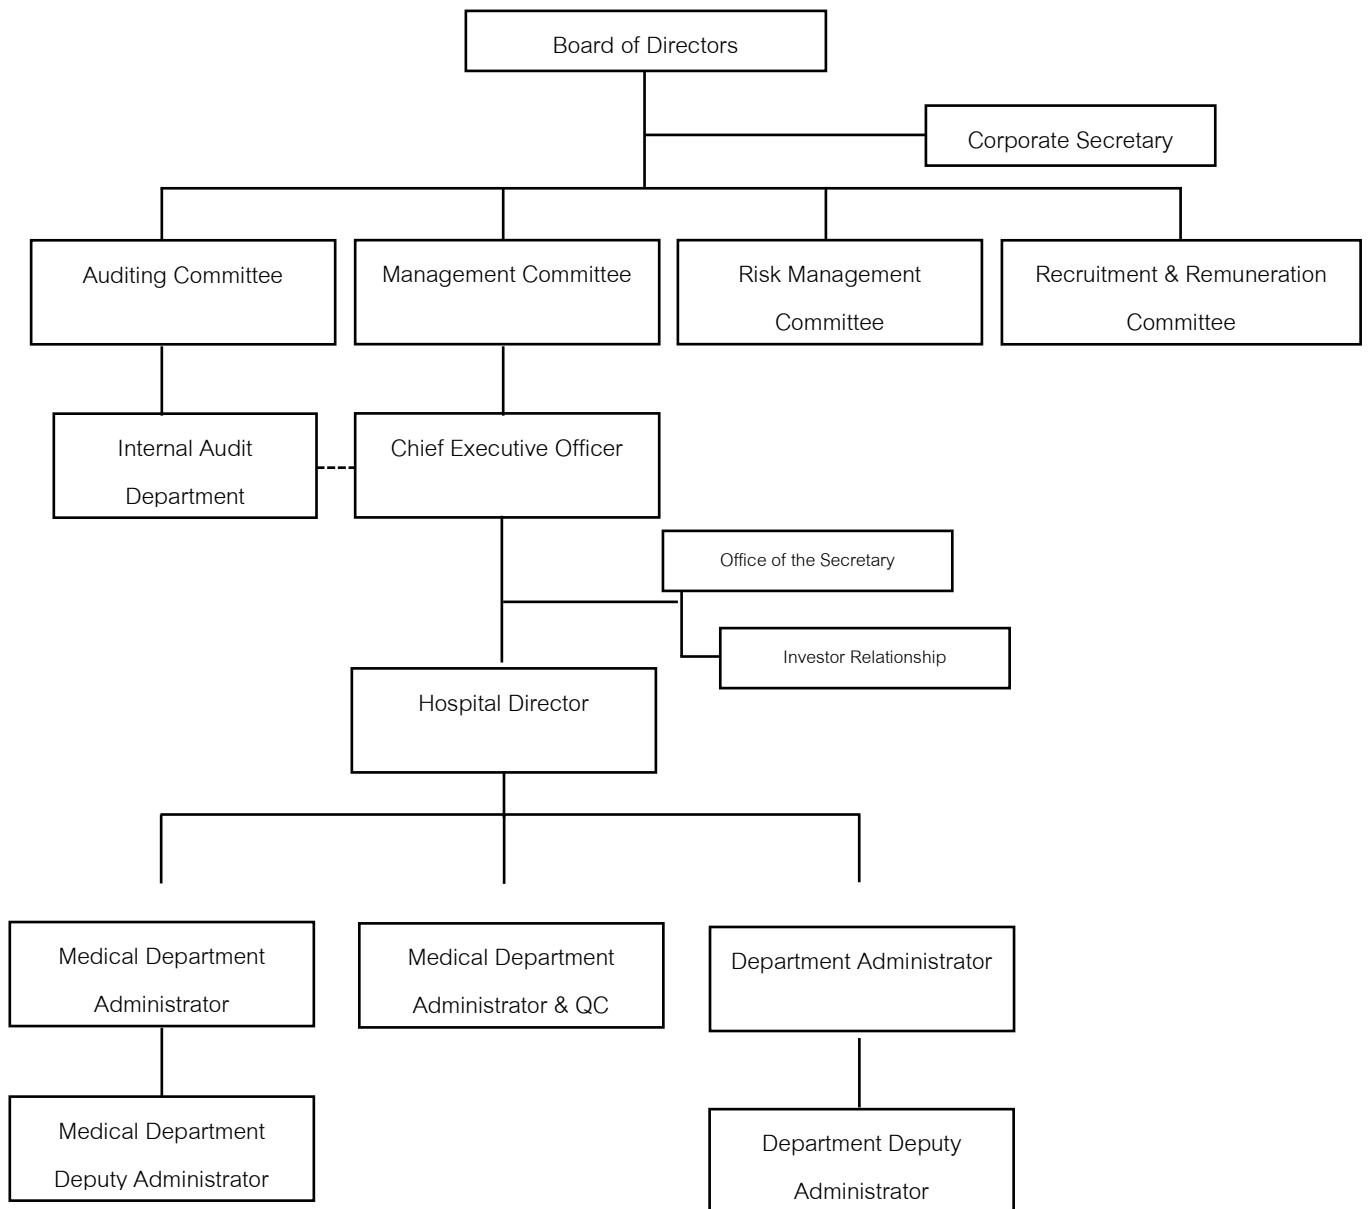 Board of Directors
Corporate Secretary
Auditing Committee
Management Committee
Risk Management
Committee
Recruitment & Remuneration
Committee
Internal Audit
Department
Chief Executive Officer
Office of the Secretary
Investor Relationship
Hospital Director
Medical Department
Administrator
Medical Department
Administrator & QC
Department Administrator
Medical Department
Deputy Administrator
Department Deputy
Administrator